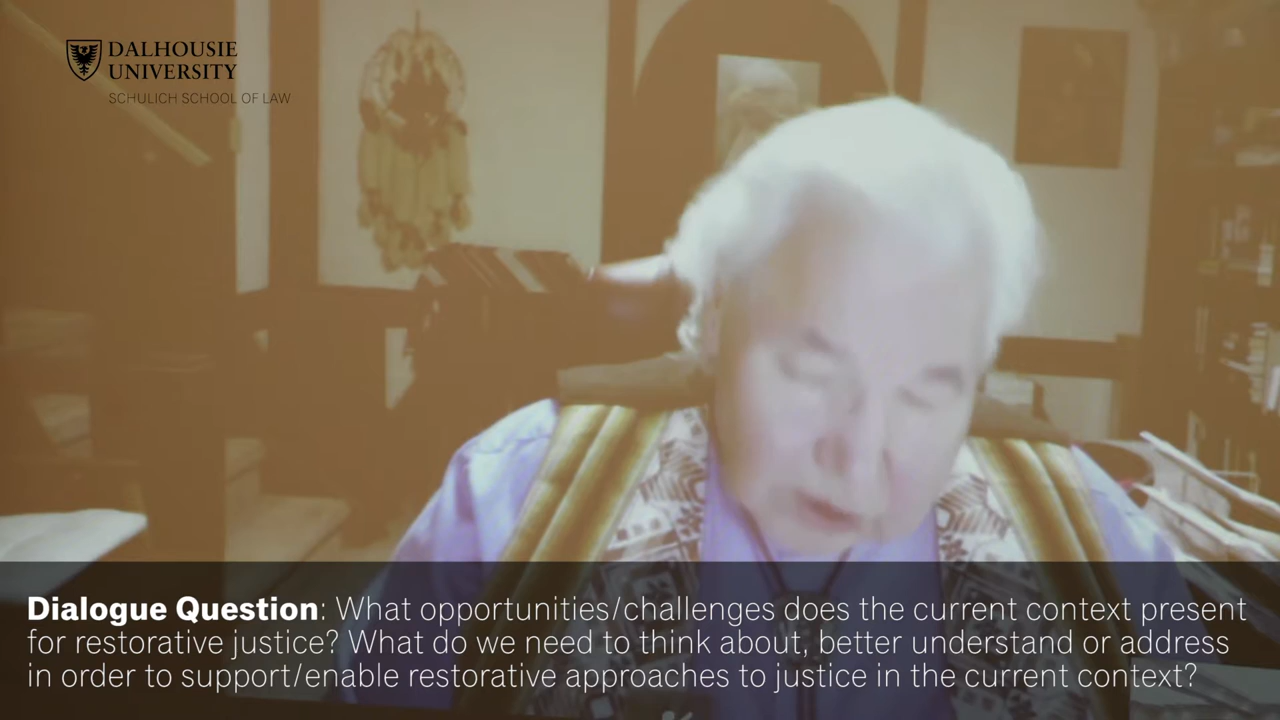 DALHOUSIE
UNIVERSITY
SCHULICH SCHOOL OF LAW
Dialogue Question: What opportunities/challenges does the current context present
for restorative justice? What do we need to think about, better understand or address
in order to support/enable restorative approaches to justice in the current context?